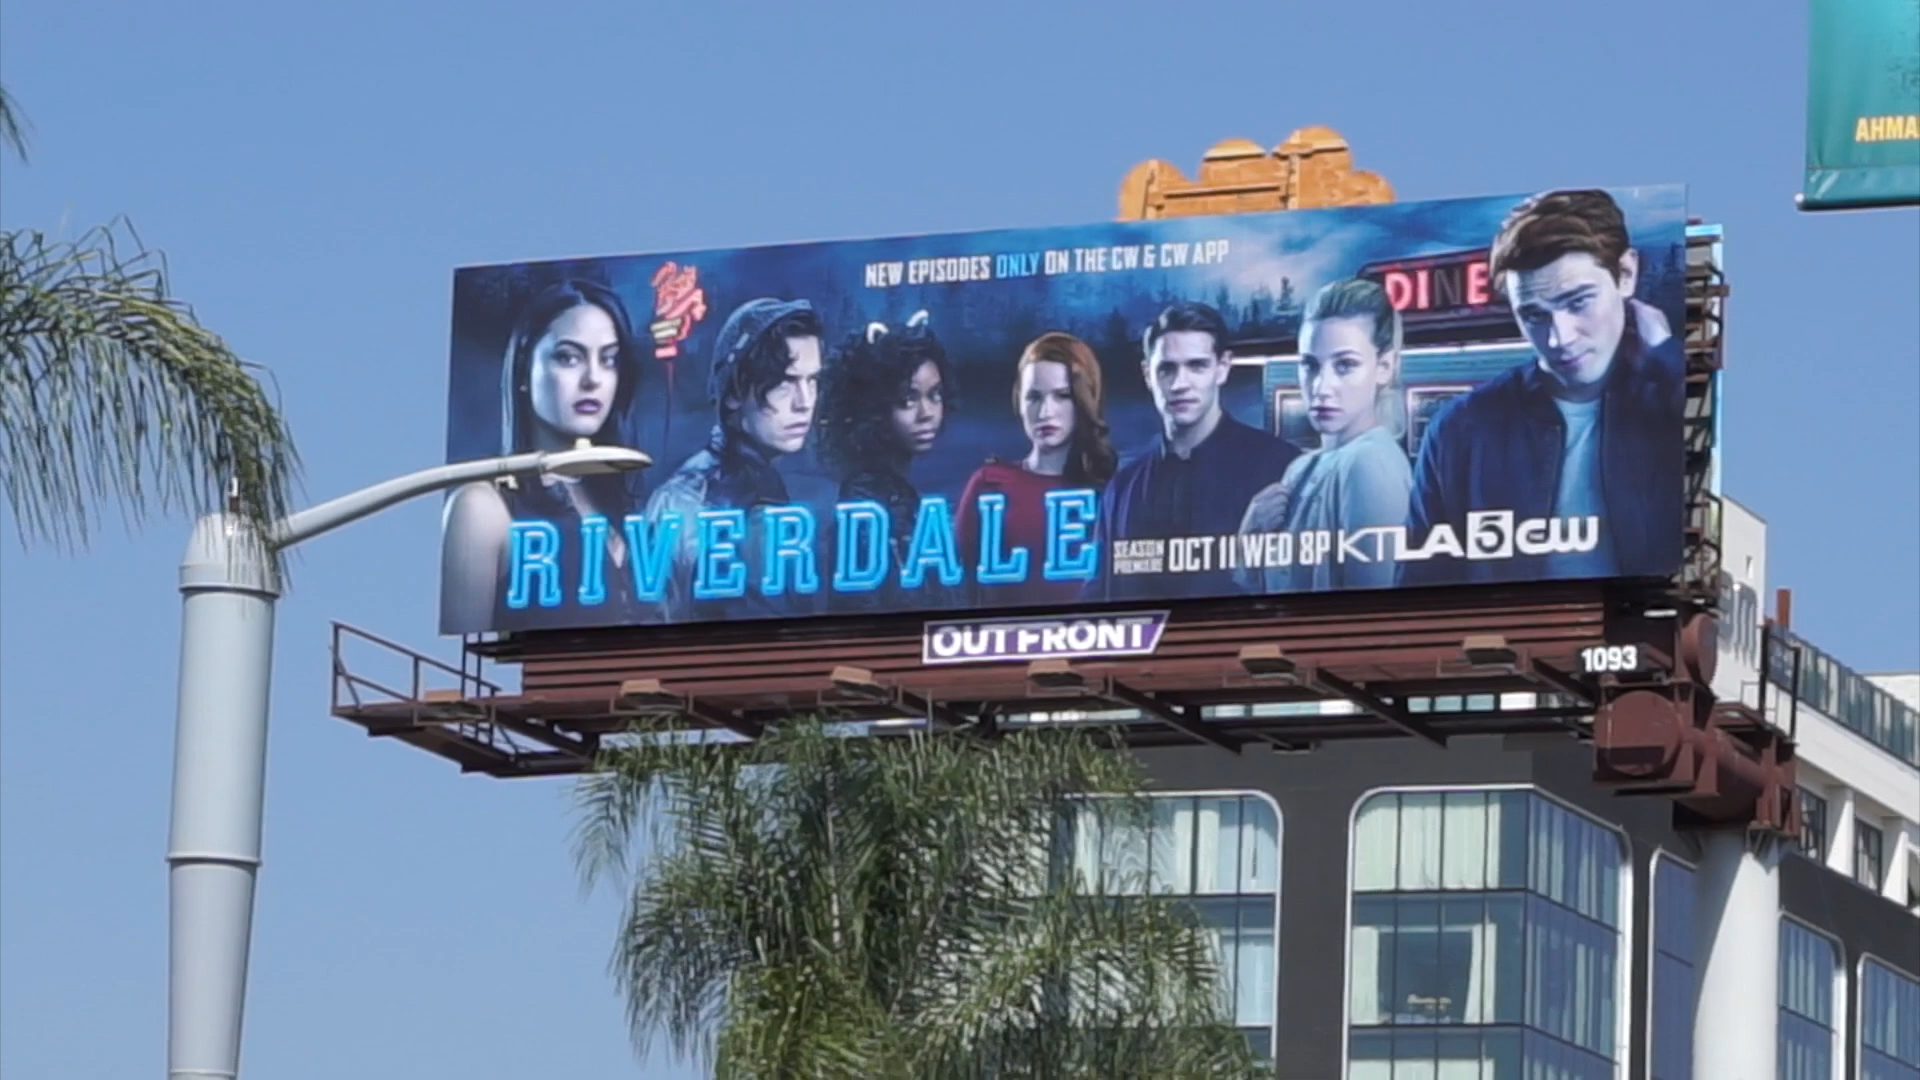 AHMA
NEW EPISODES ONLY ON THE CW & CW APP
DINE
RIVERDALE
SEASON PREMIERE
OCT 11 WED 8P KTLA 5 CW
OUTFRONT
1093